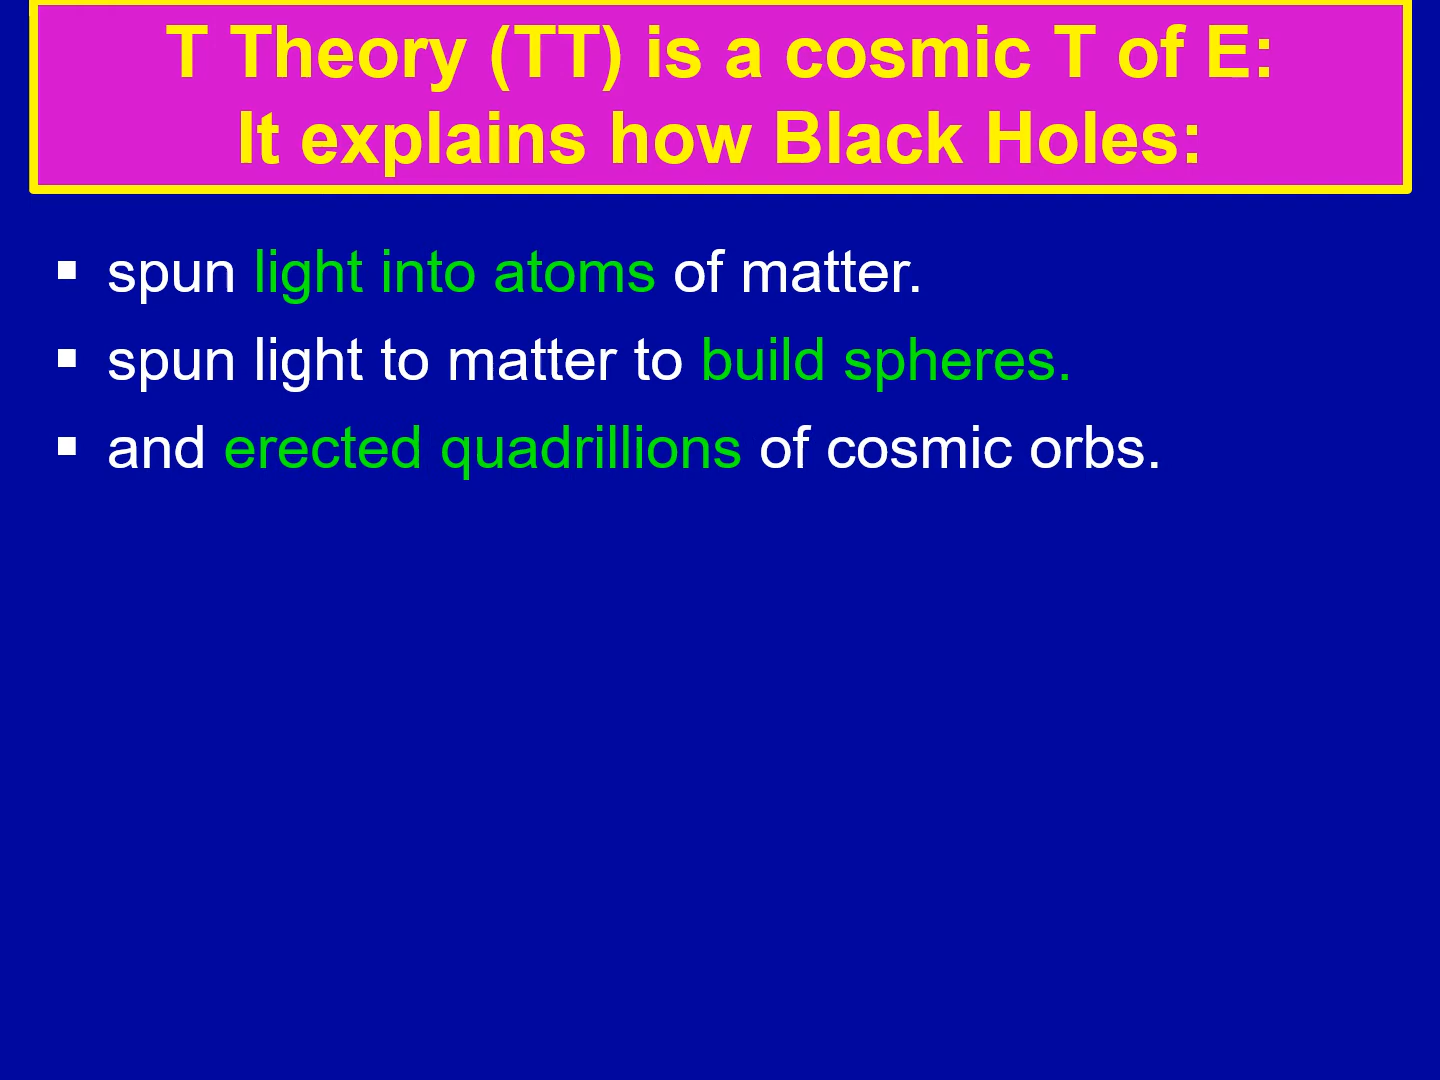 T Theory (TT) is a cosmic T of E:
It explains how Black Holes:
▪ spun light into atoms of matter.
▪ spun light to matter to build spheres.
▪ and erected quadrillions of cosmic orbs.